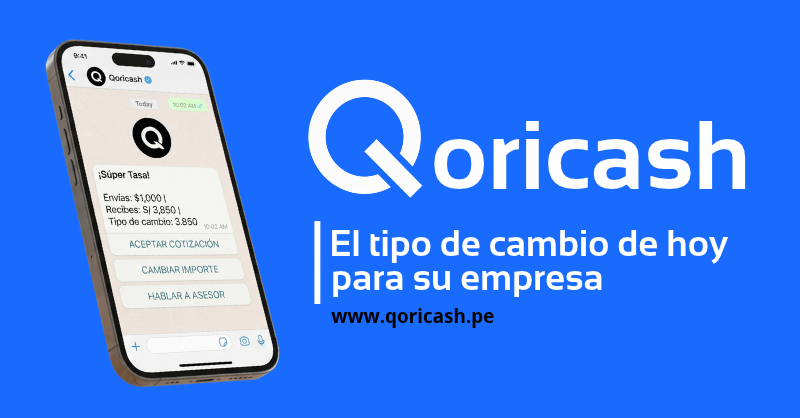 9:41
Qoricash
Today
10:02 AM
¡Súper Tasa!
Envías: $1,000 |
Recibes: S/ 3,850 |
Tipo de cambio: 3.850
10:02 AM
ACEPTAR COTIZACIÓN
CAMBIAR IMPORTE
HABLAR A ASESOR
Qoricash
El tipo de cambio de hoy
para su empresa
www.qoricash.pe